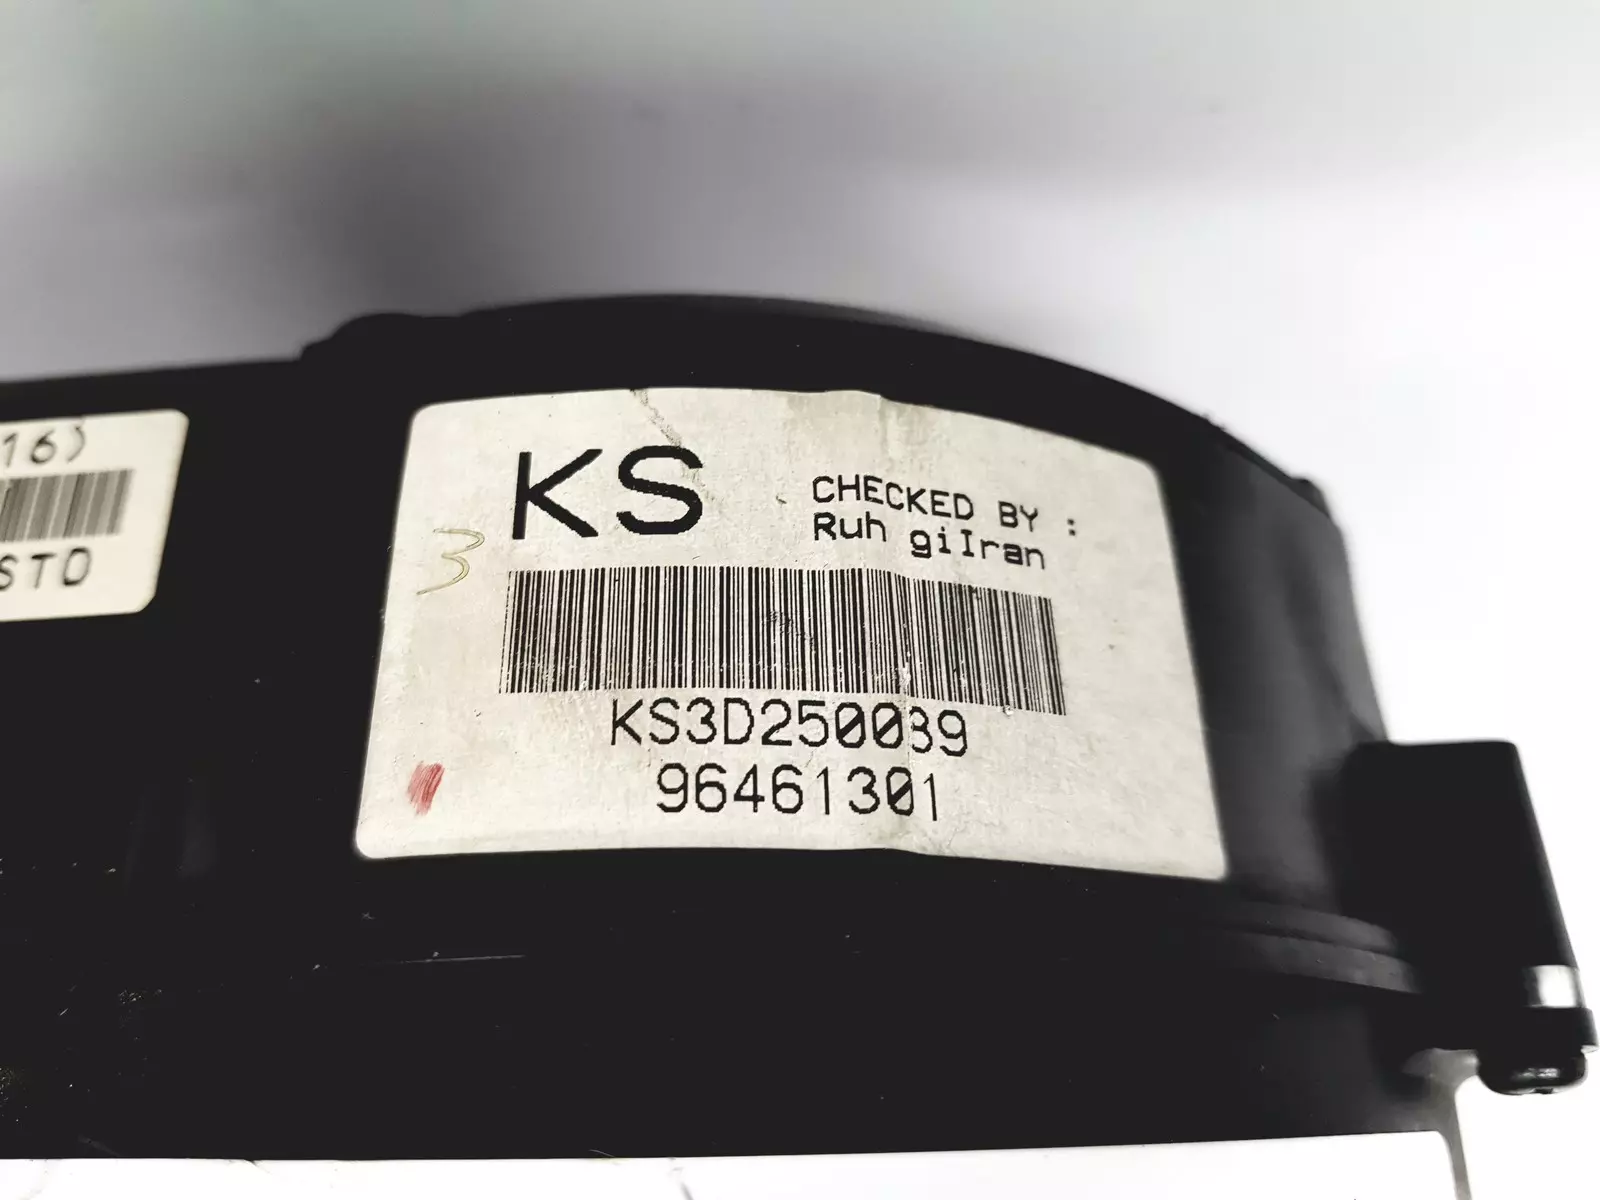 16)
STD
KS
CHECKED BY :
Ruh giIran
3
KS3D250039
96461301